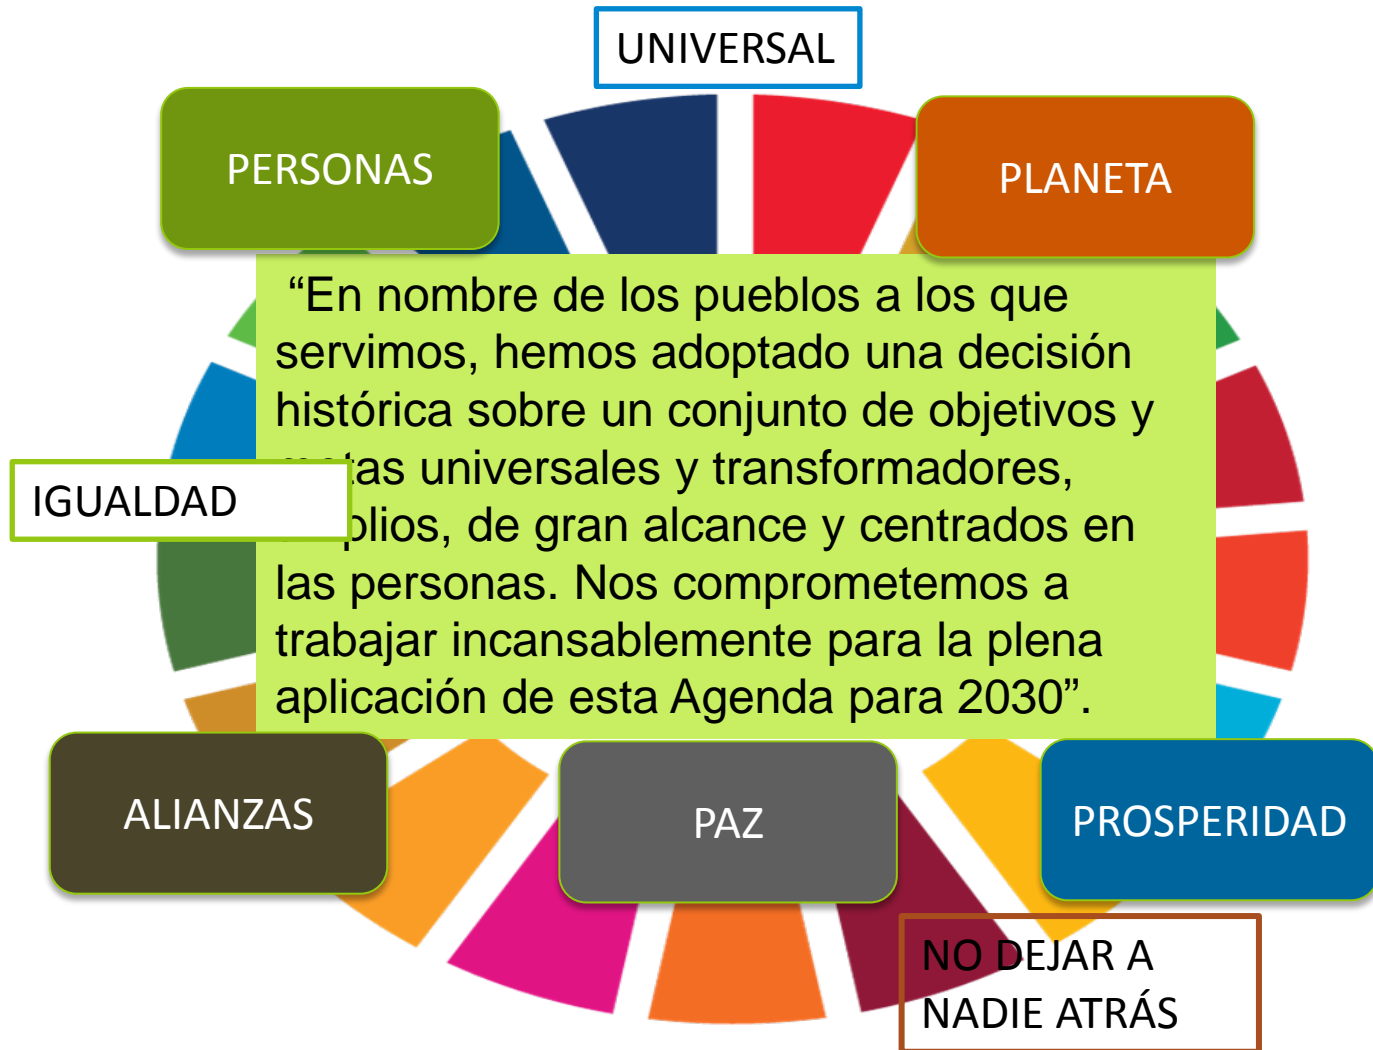 UNIVERSAL
PERSONAS
PLANETA
“En nombre de los pueblos a los que
servimos, hemos adoptado una decisión
histórica sobre un conjunto de objetivos y
universales y transformadores,
IGUALDAD
de gran alcance y centrados en
las personas. Nos comprometemos a
trabajar incansablemente para la plena
aplicación de esta Agenda para 2030”.
ALIANZAS
PAZ
PROSPERIDAD
NO DEJAR A
NADIE ATRÁS